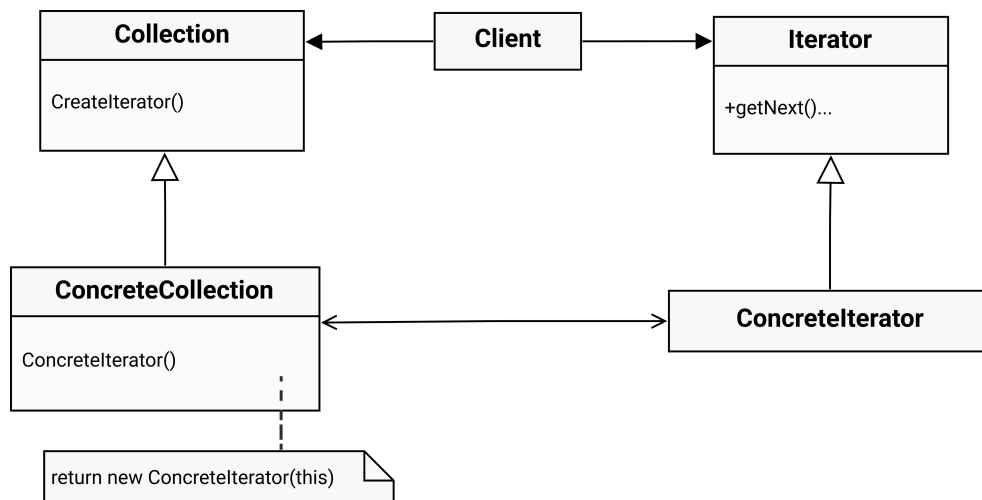 Collection
Client
Iterator
CreateIterator()
+getNext()...
ConcreteCollection
ConcreteIterator
ConcreteIterator()
return new ConcreteIterator(this)